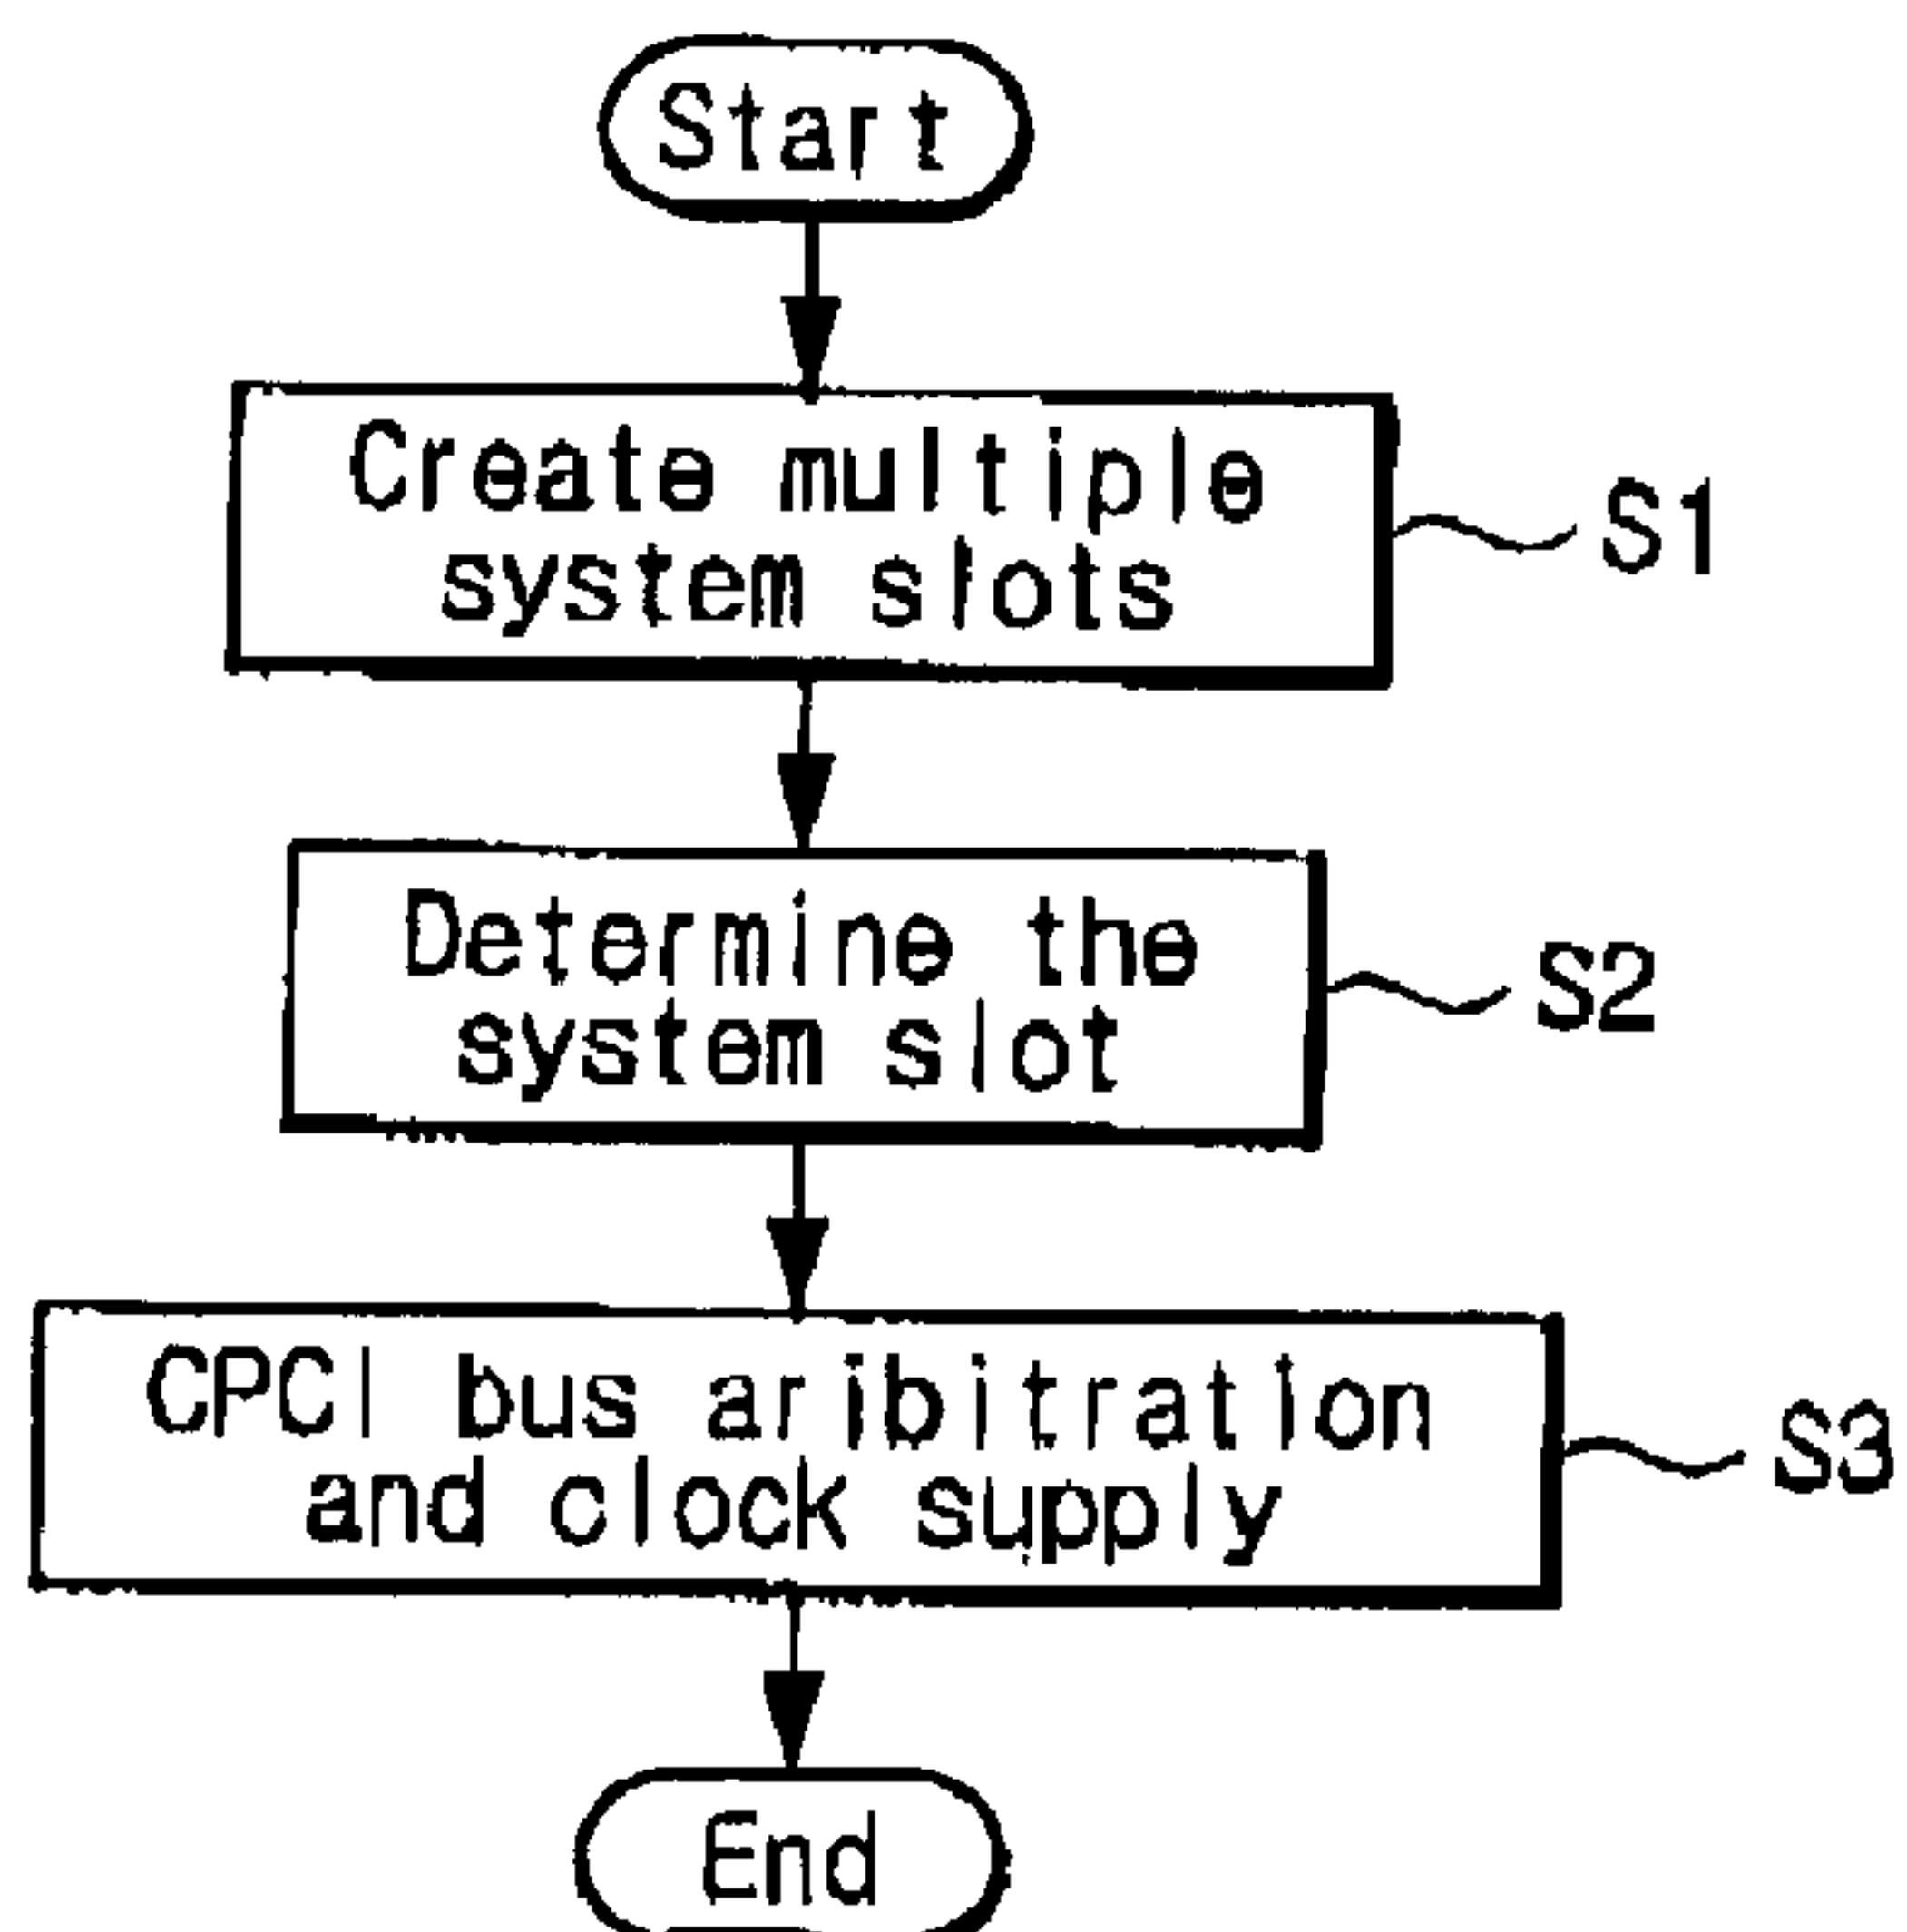 Start
Create multiple
system slots
S1
Determine the
system slot
S2
CPCI bus aribitration
and clock supply
S3
End